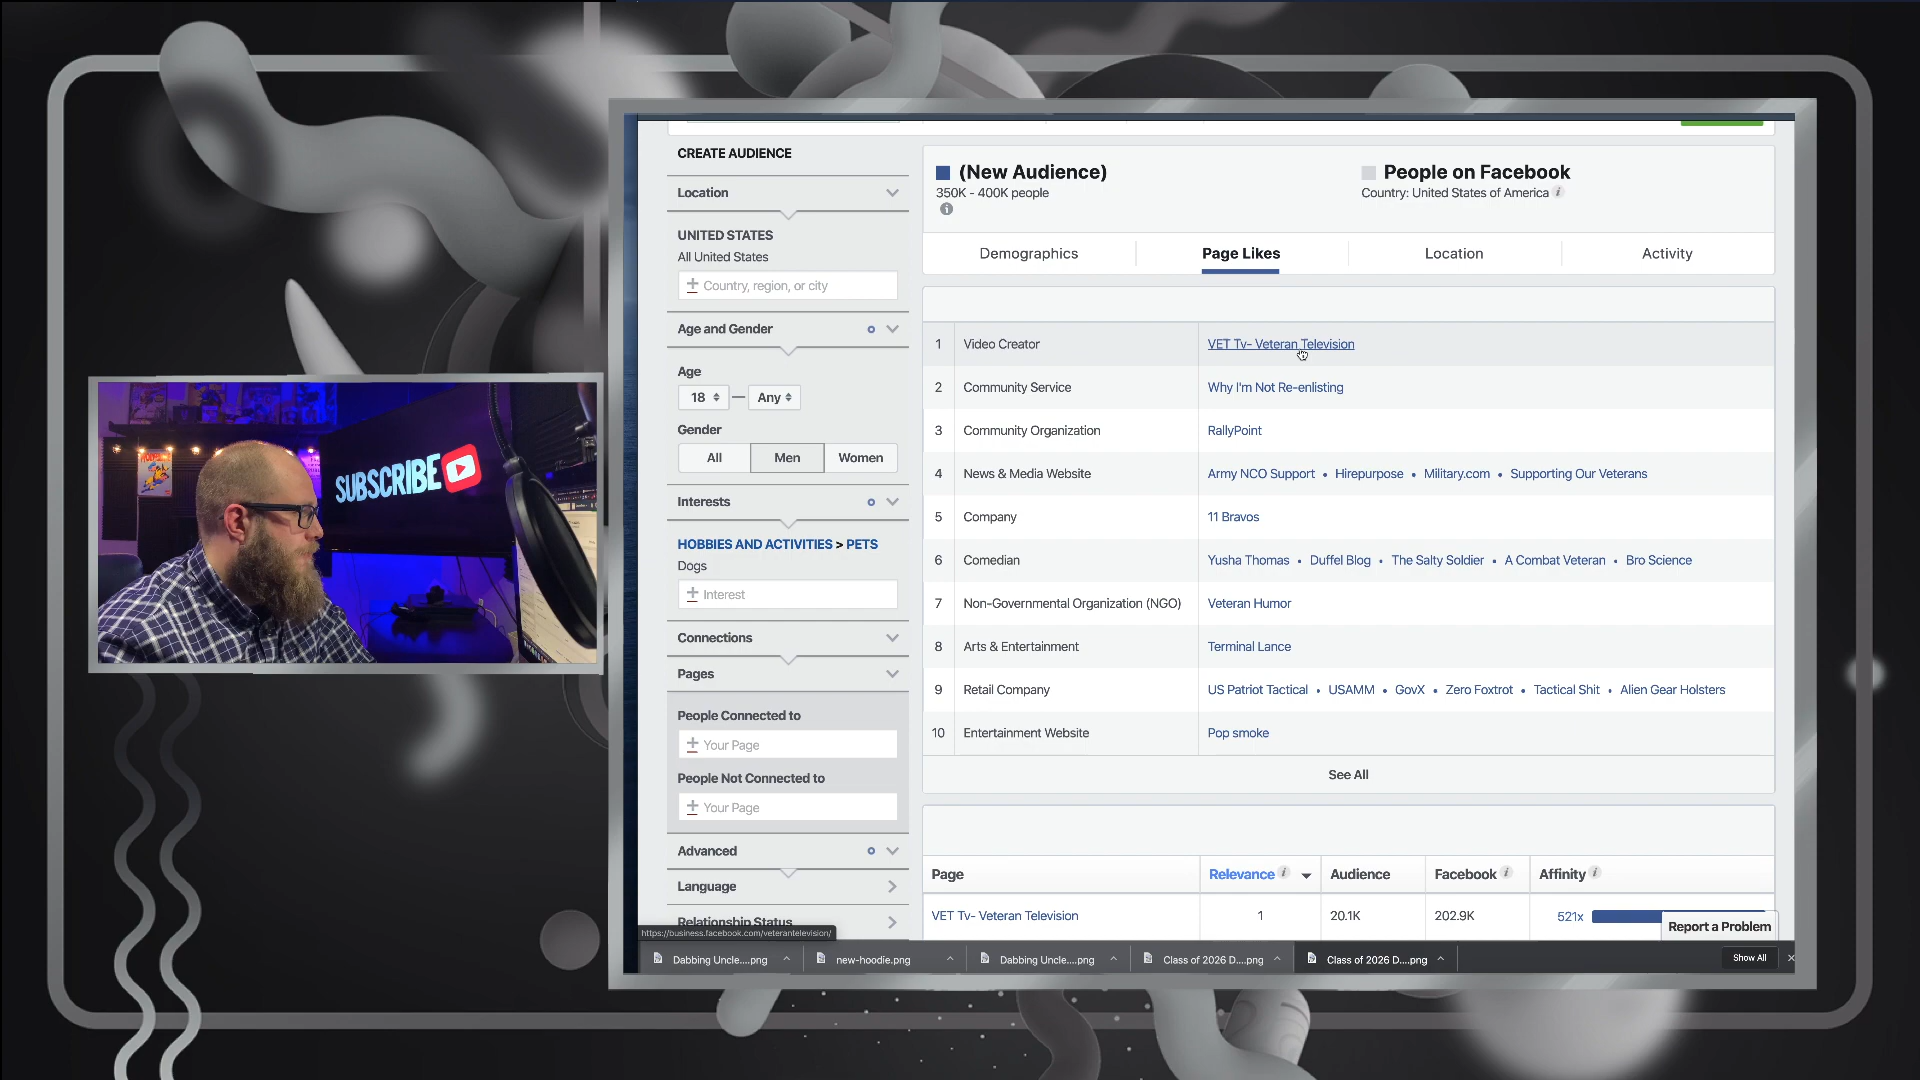 SUBSCRIBE
CREATE AUDIENCE
Location
UNITED STATES
All United States
Country, region, or city
Age and Gender
Age
18 — Any
Gender
All Men Women
Interests
HOBBIES AND ACTIVITIES > PETS
Dogs
Interest
Connections
Pages
People Connected to
Your Page
People Not Connected to
Your Page
Advanced
Language
Relationship Status
https://business.facebook.com/veterantelevision/
(New Audience)
350K - 400K people
People on Facebook
Country: United States of America
Demographics Page Likes Location Activity
1 Video Creator VET Tv- Veteran Television
2 Community Service Why I'm Not Re-enlisting
3 Community Organization RallyPoint
4 News & Media Website Army NCO Support • Hirepurpose • Military.com • Supporting Our Veterans
5 Company 11 Bravos
6 Comedian Yusha Thomas • Duffel Blog • The Salty Soldier • A Combat Veteran • Bro Science
7 Non-Governmental Organization (NGO) Veteran Humor
8 Arts & Entertainment Terminal Lance
9 Retail Company US Patriot Tactical • USAMM • GovX • Zero Foxtrot • Tactical Shit • Alien Gear Holsters
10 Entertainment Website Pop smoke
See All
Page Relevance Audience Facebook Affinity
VET Tv- Veteran Television 1 20.1K 202.9K 521x
Report a Problem
Dabbing Uncle....png new-hoodie.png Dabbing Uncle....png Class of 2026 D....png Class of 2026 D....png Show All